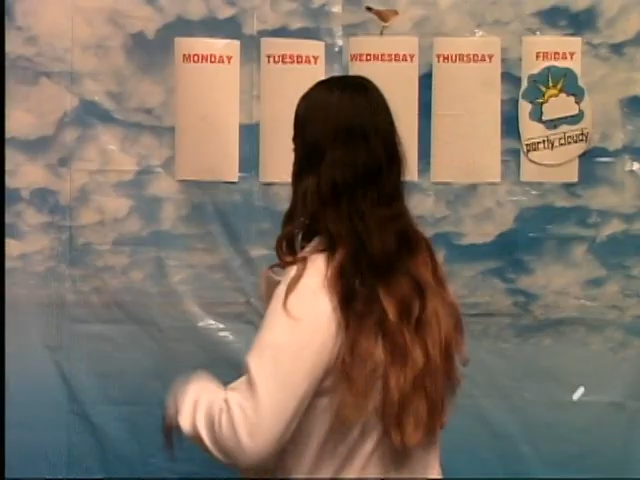 MONDAY
TUESDAY
WEDNESDAY
THURSDAY
FRIDAY
partly cloudy